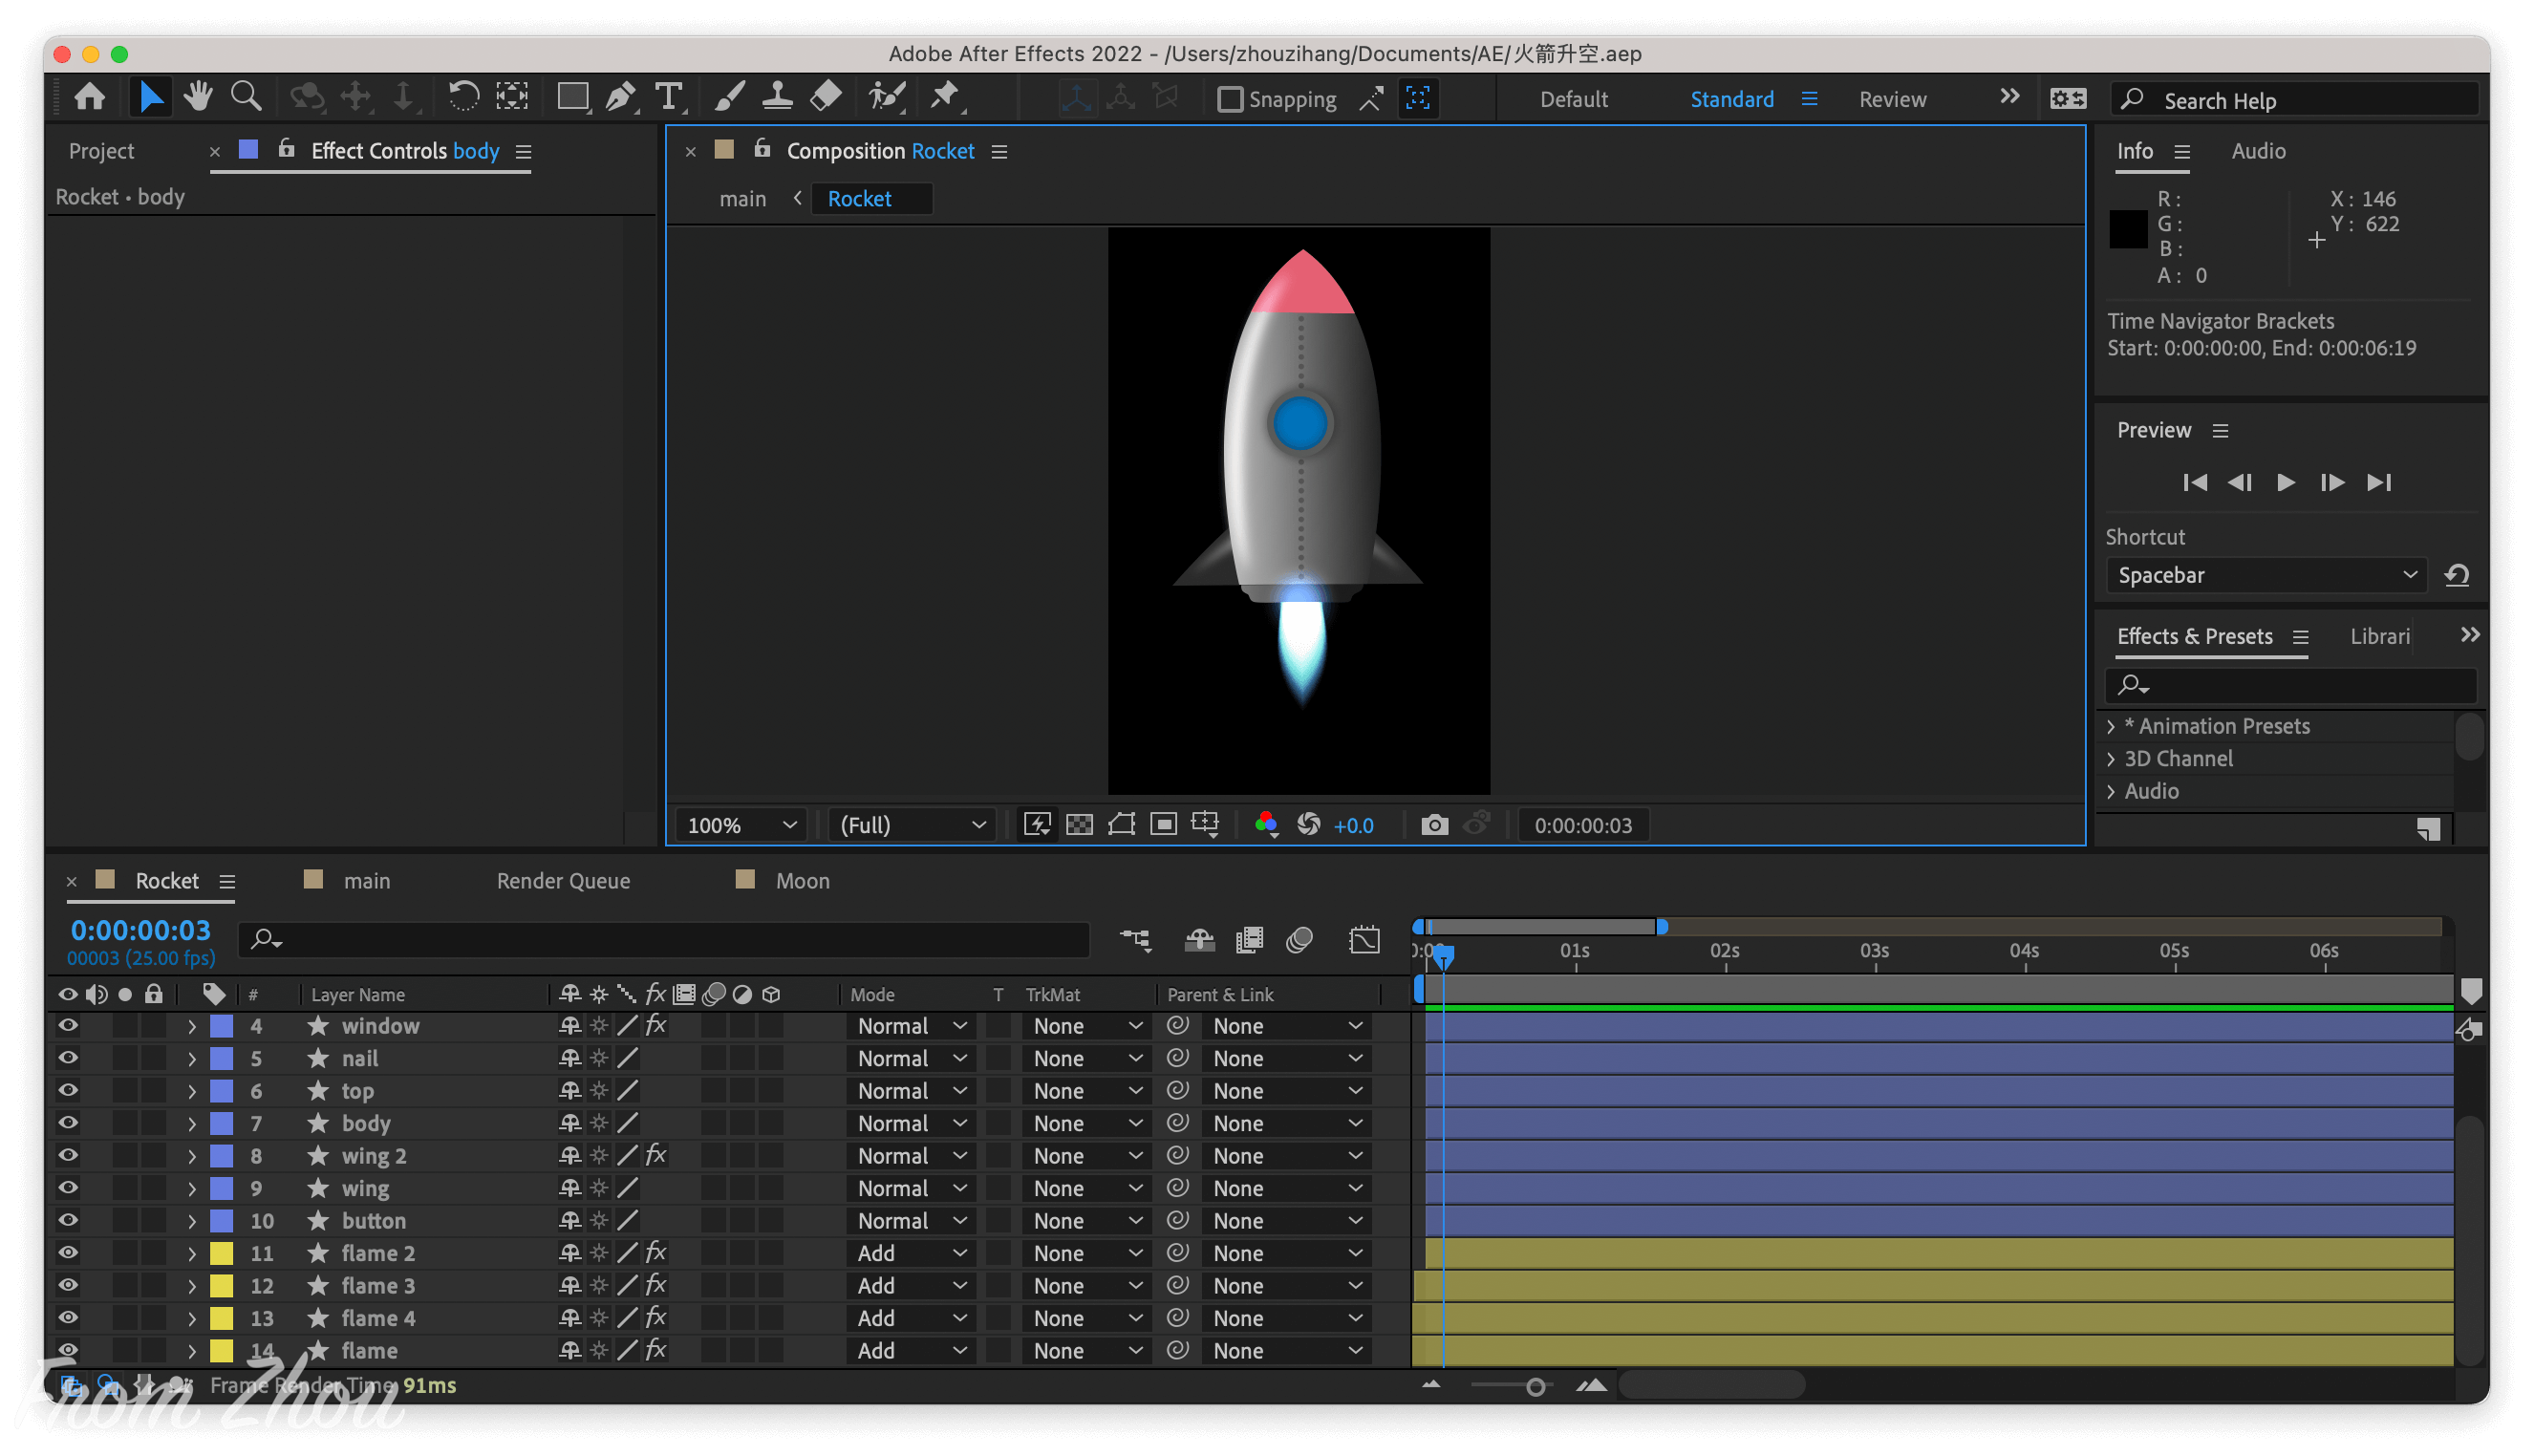 Adobe After Effects 2022 - /Users/zhouzihang/Documents/AE/火箭升空.aep
Snapping Default Standard Review Search Help
Project Effect Controls body
Rocket • body
Composition Rocket
main Rocket
Info Audio
R :
G :
B :
A : 0
X : 146
Y : 622
Time Navigator Brackets
Start: 0:00:00:00, End: 0:00:06:19
Preview
Shortcut
Spacebar
Effects & Presets Librari
* Animation Presets
3D Channel
Audio
100% (Full) +0.0 0:00:00:03
Rocket main Render Queue Moon
0:00:00:03
00003 (25.00 fps)
01s 02s 03s 04s 05s 06s
# Layer Name fx Mode T TrkMat Parent & Link
4 window fx Normal None None
5 nail Normal None None
6 top Normal None None
7 body Normal None None
8 wing 2 fx Normal None None
9 wing Normal None None
10 button Normal None None
11 flame 2 fx Add None None
12 flame 3 fx Add None None
13 flame 4 fx Add None None
14 flame fx Add None None
Frame Render Time 91ms
From Zhou